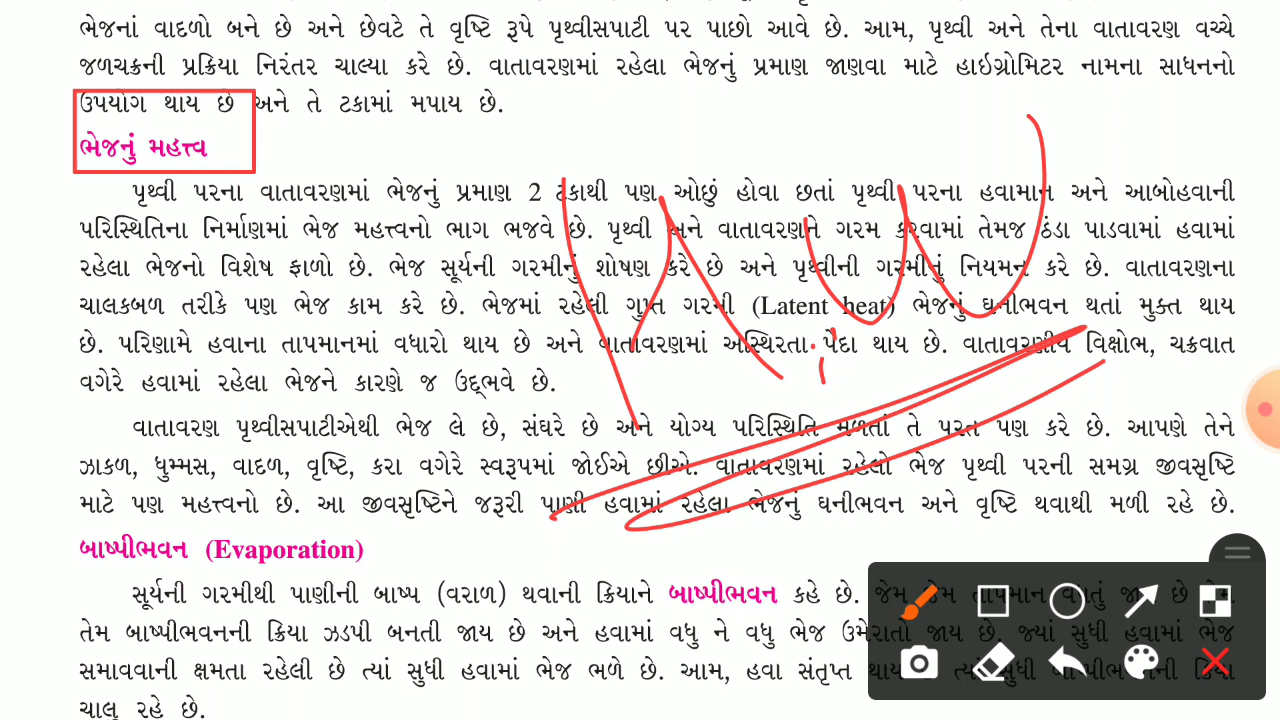 ભેજનાં વાદળો બને છે અને છેવટે તે વૃષ્ટિ રૂપે પૃથ્વીસપાટી પર પાછો આવે છે. આમ, પૃથ્વી અને તેના વાતાવરણ વચ્ચે
જળચક્રની પ્રક્રિયા નિરંતર ચાલ્યા કરે છે. વાતાવરણમાં રહેલા ભેજનું પ્રમાણ જાણવા માટે હાઇગ્રોમિટર નામના સાધનનો
ઉપયોગ થાય છે અને તે ટકામાં મપાય છે.
ભેજનું મહત્ત્વ
પૃથ્વી પરના વાતાવરણમાં ભેજનું પ્રમાણ 2 ટકાથી પણ ઓછું હોવા છતાં પૃથ્વી પરના હવામાન અને આબોહવાની
પરિસ્થિતિના નિર્માણમાં ભેજ મહત્ત્વનો ભાગ ભજવે છે. પૃથ્વી અને વાતાવરણને ગરમ કરવામાં તેમજ ઠંડા પાડવામાં હવામાં
રહેલા ભેજનો વિશેષ ફાળો છે. ભેજ સૂર્યની ગરમીનું શોષણ કરે છે અને પૃથ્વીની ગરમીનું નિયમન કરે છે. વાતાવરણના
ચાલકબળ તરીકે પણ ભેજ કામ કરે છે. ભેજમાં રહેલી ગુપ્ત ગરમી (Latent heat) ભેજનું ઘનીભવન થતાં મુક્ત થાય
છે. પરિણામે હવાના તાપમાનમાં વધારો થાય છે અને વાતાવરણમાં અસ્થિરતા પેદા થાય છે. વાતાવરણીય વિક્ષોભ, ચક્રવાત
વગેરે હવામાં રહેલા ભેજને કારણે જ ઉદ્‌ભવે છે.
વાતાવરણ પૃથ્વીસપાટીએથી ભેજ લે છે, સંઘરે છે અને યોગ્ય પરિસ્થિતિ મળતાં તે પરત પણ કરે છે. આપણે તેને
ઝાકળ, ધુમ્મસ, વાદળ, વૃષ્ટિ, કરા વગેરે સ્વરૂપમાં જોઈએ છીએ. વાતાવરણમાં રહેલો ભેજ પૃથ્વી પરની સમગ્ર જીવસૃષ્ટિ
માટે પણ મહત્ત્વનો છે. આ જીવસૃષ્ટિને જરૂરી પાણી હવામાં રહેલા ભેજનું ઘનીભવન અને વૃષ્ટિ થવાથી મળી રહે છે.
બાષ્પીભવન (Evaporation)
સૂર્યની ગરમીથી પાણીની બાષ્પ (વરાળ) થવાની ક્રિયાને બાષ્પીભવન કહે છે. જેમ જેમ તાપમાન વધતું જાય છે તેમ
તેમ બાષ્પીભવનની ક્રિયા ઝડપી બનતી જાય છે અને હવામાં વધુ ને વધુ ભેજ ઉમેરાતો જાય છે. જ્યાં સુધી હવામાં ભેજ
સમાવવાની ક્ષમતા રહેલી છે ત્યાં સુધી હવામાં ભેજ ભળે છે. આમ, હવા સંતૃપ્ત થાય ત્યાં સુધી બાષ્પીભવનની ક્રિયા
ચાલુ રહે છે.